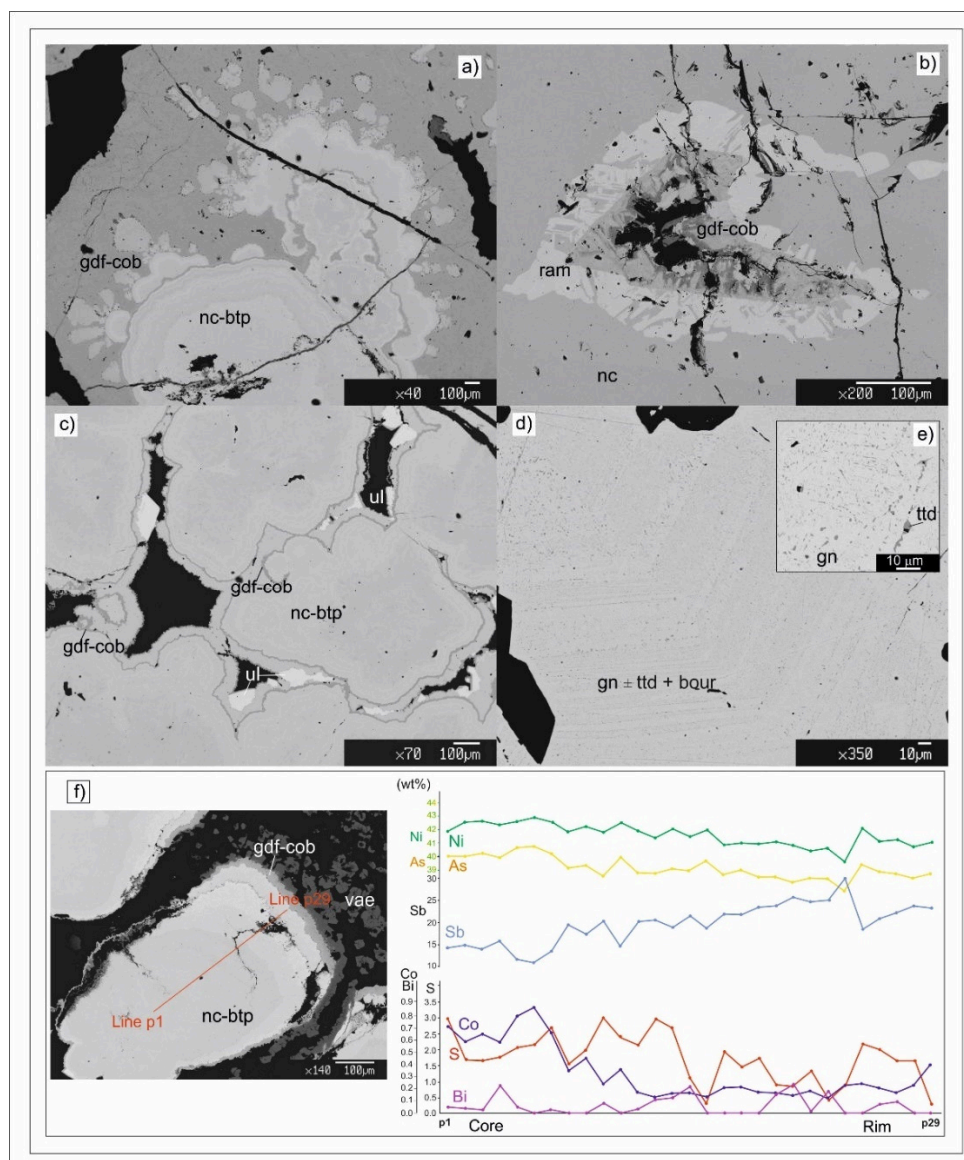 a)
gdf-cob
nc-btp
×40 100μm
b)
gdf-cob
ram
nc
×200 100μm
c)
ul
gdf-cob
nc-btp
gdf-cob
ul
×70 100μm
d)
gn ± ttd + bour
×350 10μm
e)
ttd
gn
10 μm
f)
gdf-cob
Line p29
vae
Line p1
nc-btp
×140 100μm
(wt%)
44
43
Ni 42
41
40
As 39
30
25
Sb 20
15
10
Ni
As
Sb
Co
Bi S
0.9
0.8 3.0
0.7 2.5
0.6
0.5 2.0
0.4 1.5
0.3
0.2 1.0
0.1 0.5
0.0 0.0
Co
S
Bi
p1 Core Rim p29